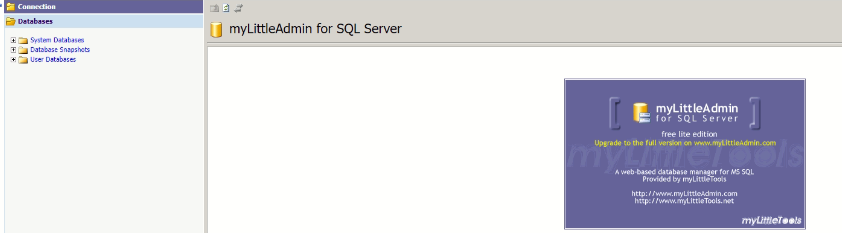 Connection
Databases
System Databases
Database Snapshots
User Databases
myLittleAdmin for SQL Server
myLittleAdmin
for SQL Server
free lite edition
Upgrade to the full version on www.myLittleAdmin.com
myLittleTools
A web-based database manager for MS SQL
Provided by myLittleTools
http://www.myLittleAdmin.com
http://www.myLittleTools.net
myLittleTools